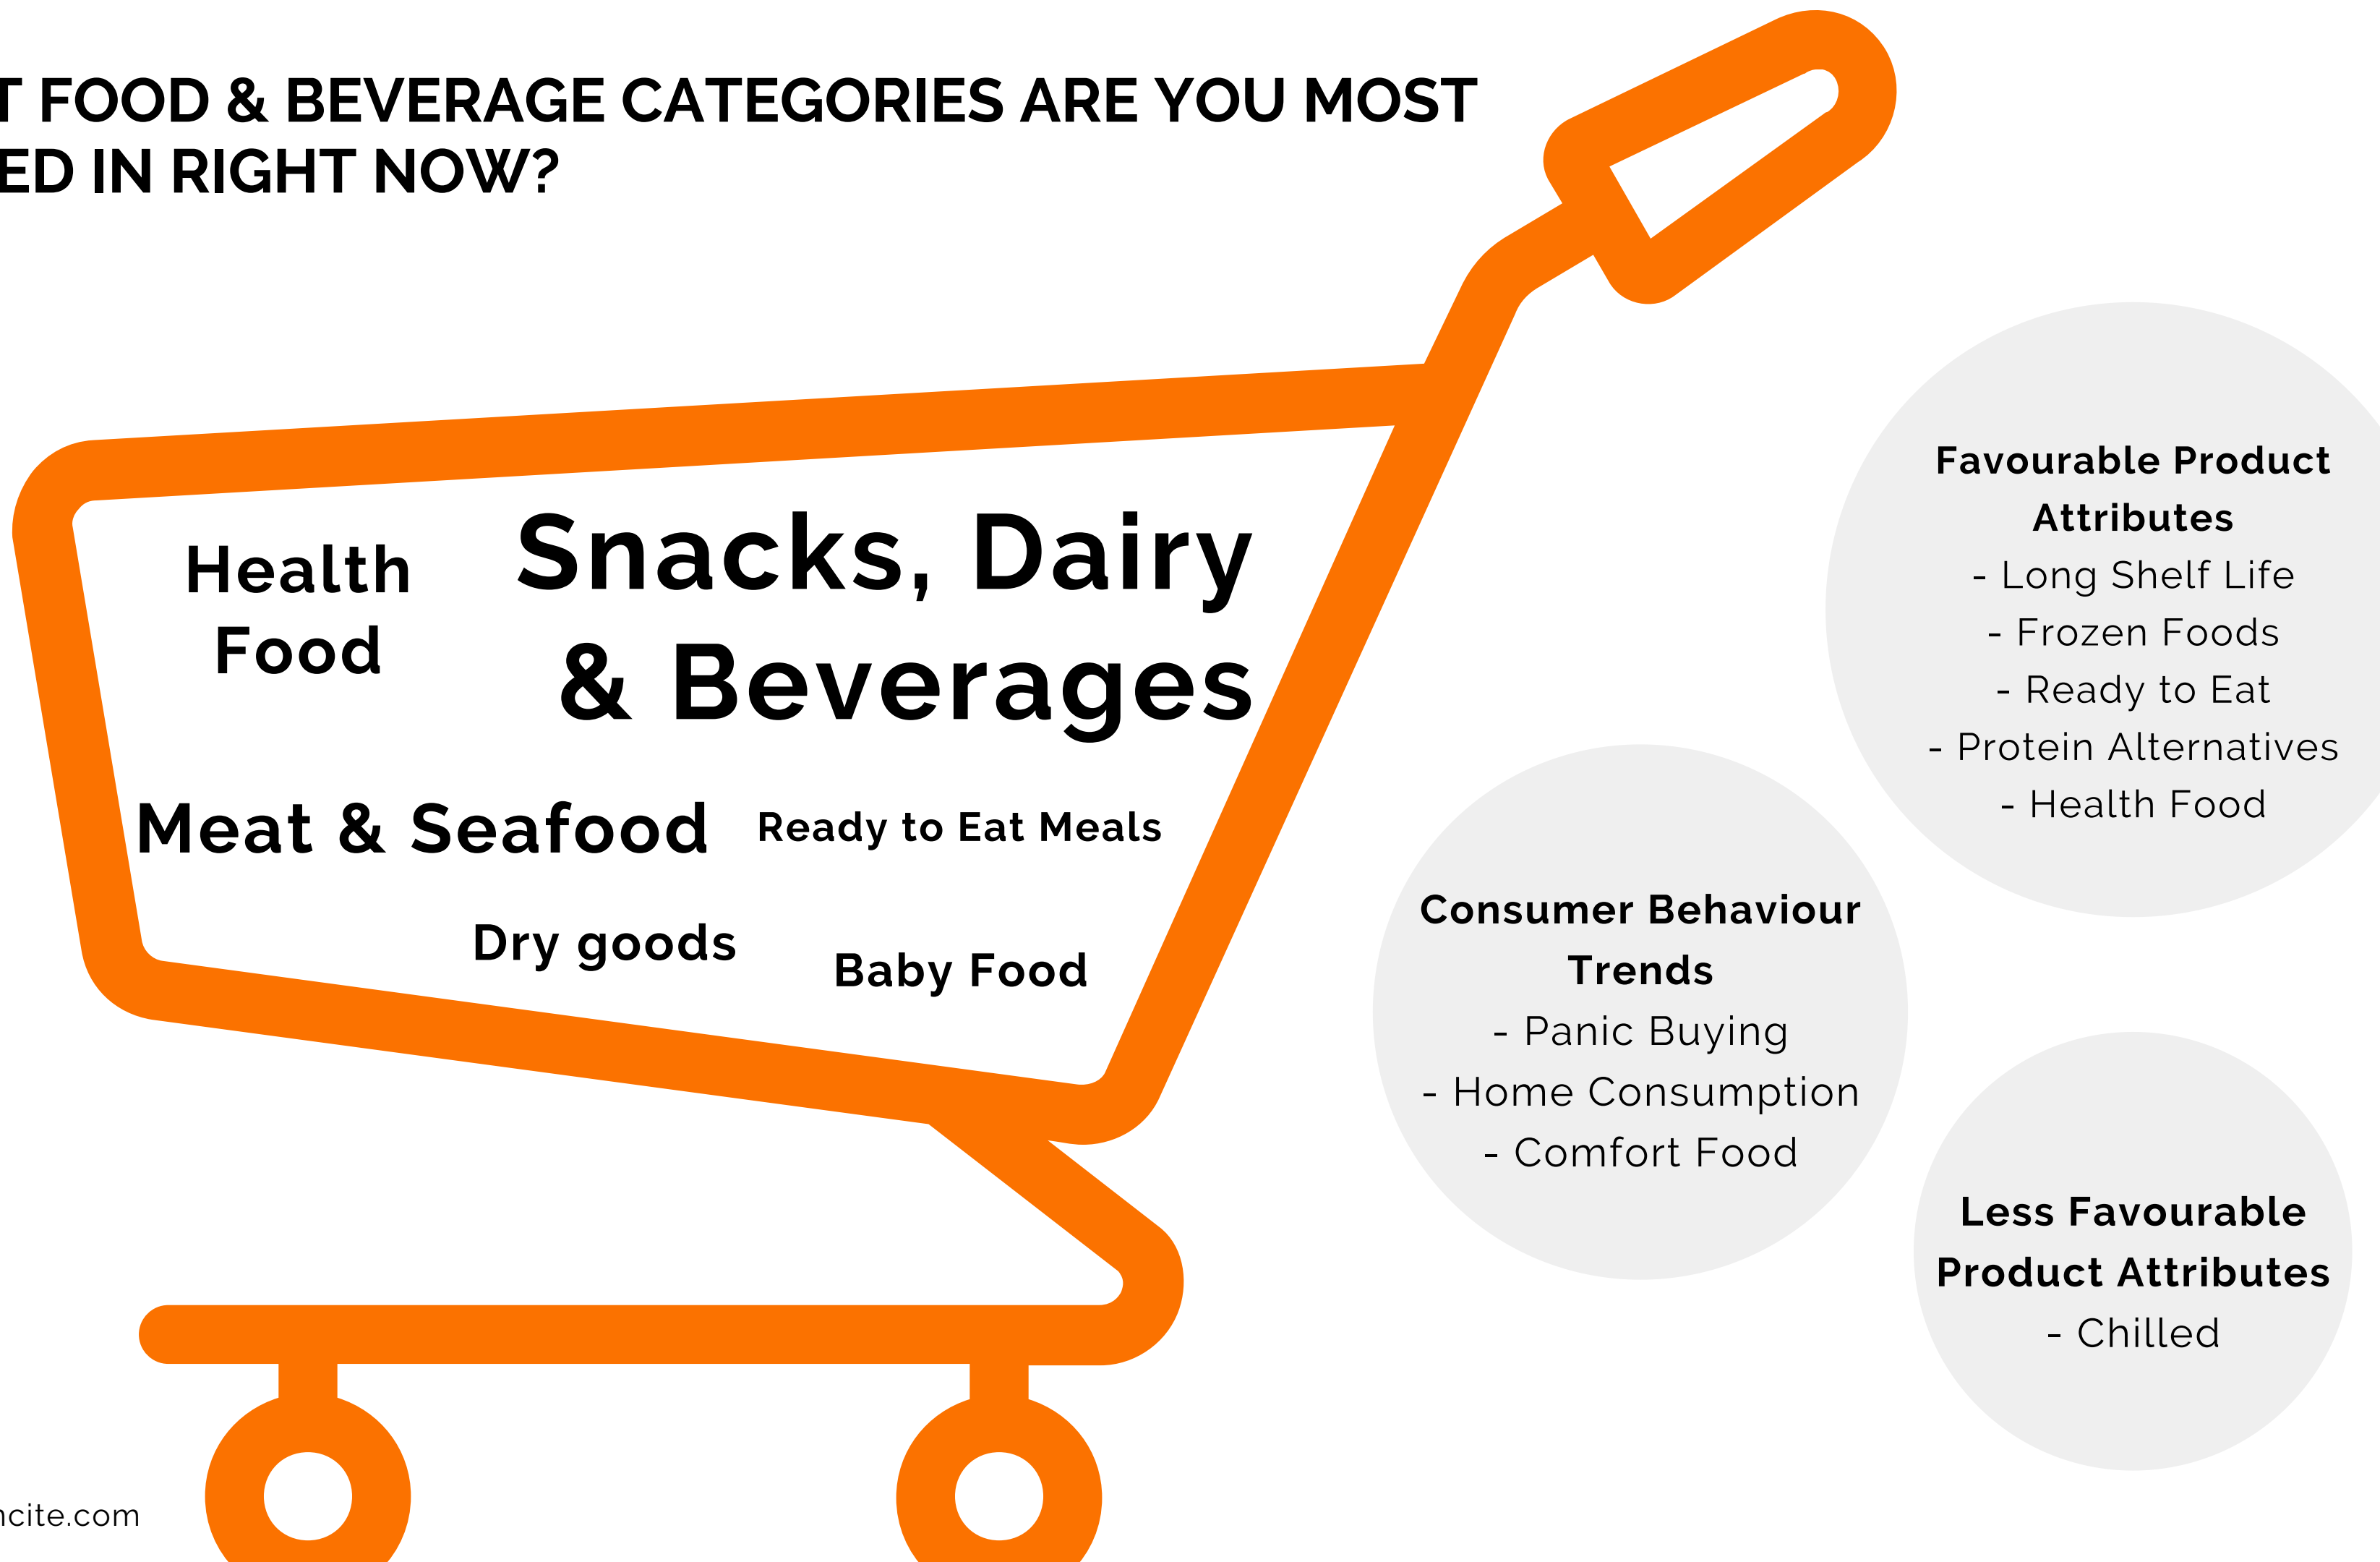 T FOOD & BEVERAGE CATEGORIES ARE YOU MOST
ED IN RIGHT NOW?
Health
Food
Snacks, Dairy
& Beverages
Meat & Seafood
Ready to Eat Meals
Dry goods
Baby Food
Favourable Product
Attributes
- Long Shelf Life
- Frozen Foods
- Ready to Eat
- Protein Alternatives
- Health Food
Consumer Behaviour
Trends
- Panic Buying
- Home Consumption
- Comfort Food
Less Favourable
Product Attributes
- Chilled
cite.com